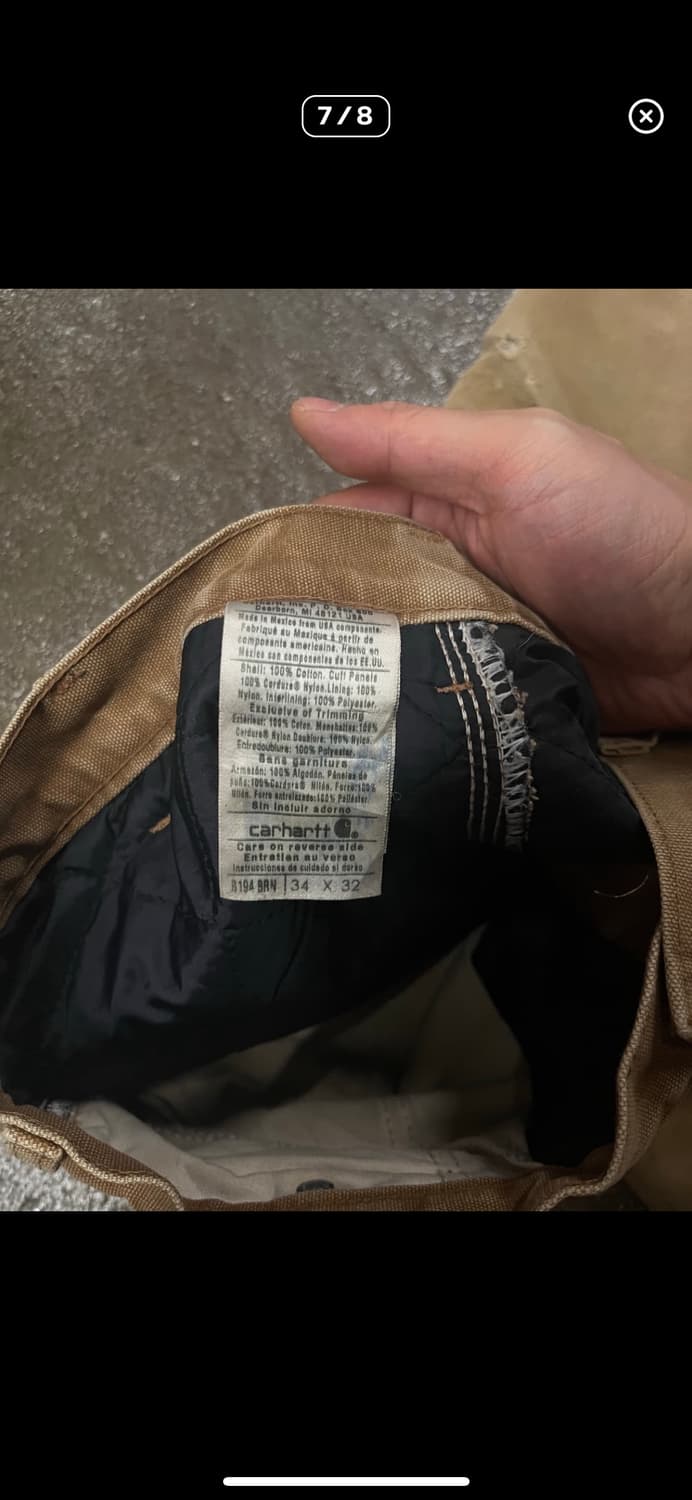 7/8
Dearborn, MI 48121 USA
Made in Mexico from USA components.
Fabriqué au Mexique à partir de
composants americains. Hecho en
México con componentes de los EE.UU.
Shell: 100% Cotton. Cuff Panels
100% Cordura® Nylon.Lining: 100%
Nylon. Interlining: 100% Polyester.
Exclusive of Trimming
Extérieur: 100% Coton. Manchettes:100%
Cordura® Nylon Doublure: 100% Nylon.
Entredoublure: 100% Polyester.
Sans garniture
Armazón: 100% Algodón. Páneles de
puño:100%Cordura® Nilón. Forro:100%
Nilón. Forro entrelazado:100% Poliéster.
Sin incluir adorno
carhartt
Care on reverse side
Entretien au verso
Instrucciones de cuidado al dorso
B194 BRN 34 X 32